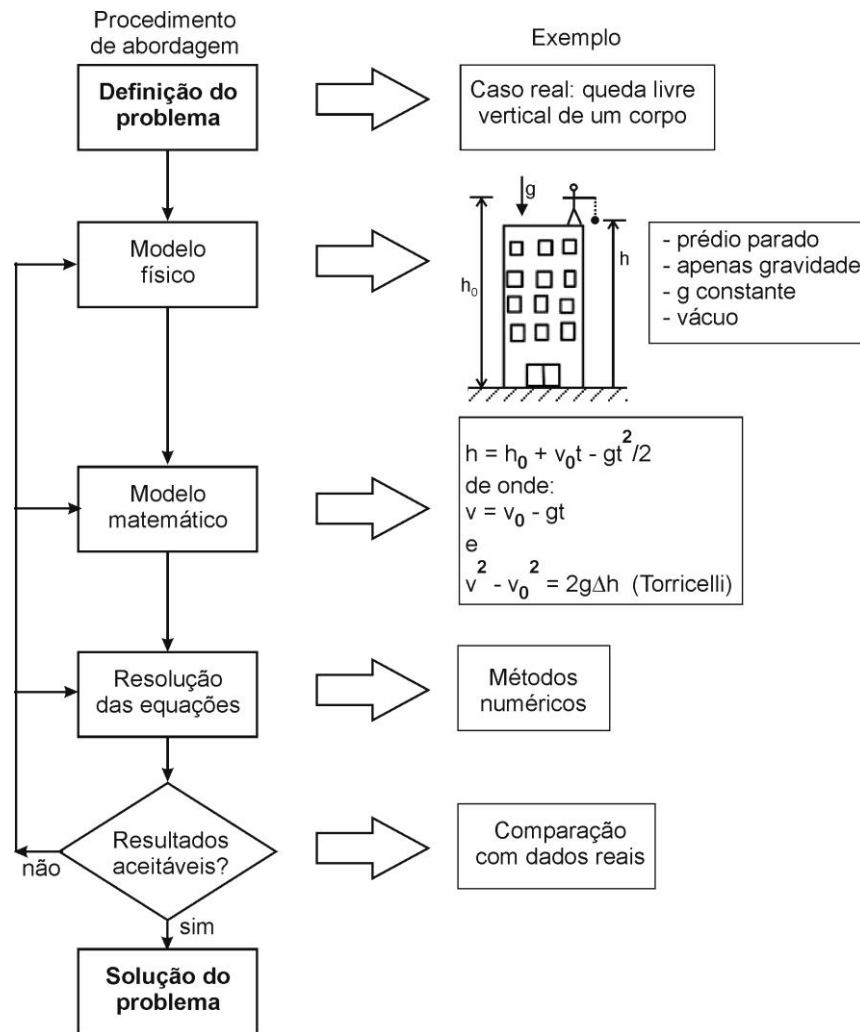 Procedimento
de abordagem
Exemplo
Definição do
problema
Caso real: queda livre
vertical de um corpo
Modelo
físico
g
h₀
h
- prédio parado
- apenas gravidade
- g constante
- vácuo
Modelo
matemático
h = h₀ + v₀t - gt²/2
de onde:
v = v₀ - gt
e
v² - v₀² = 2gΔh (Torricelli)
Resolução
das equações
Métodos
numéricos
Resultados
aceitáveis?
não
Comparação
com dados reais
sim
Solução do
problema